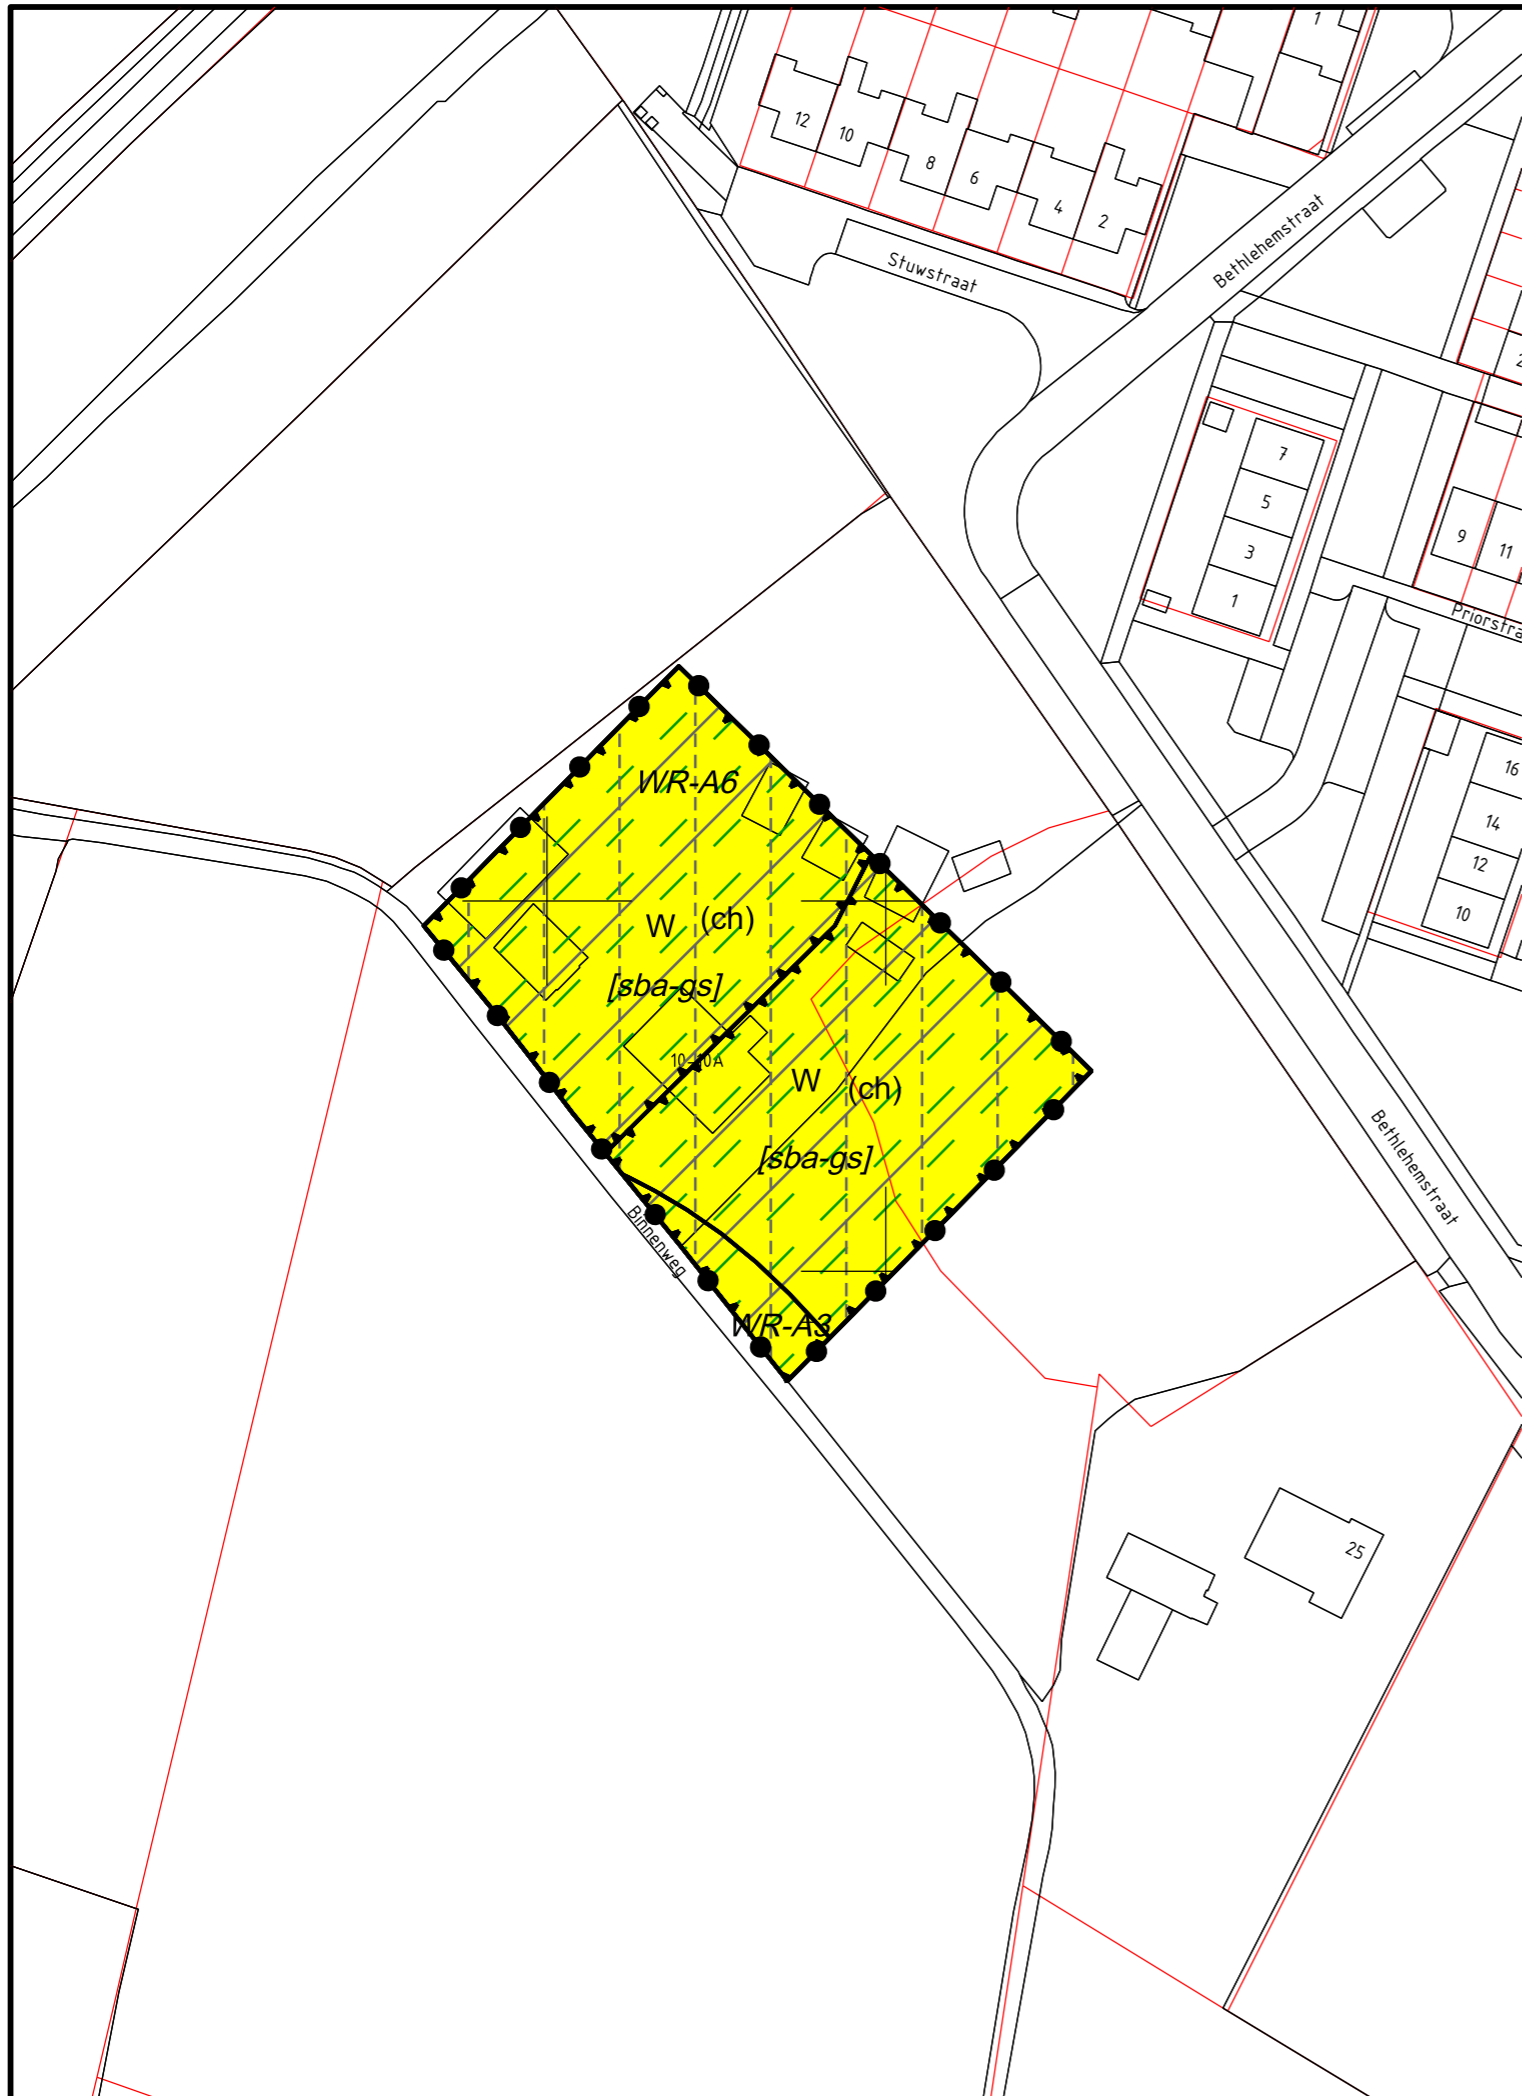 1
12
10
8
6
4
2
Bethlehemstraat
Stuwstraat
2
7
5
3
1
9
11
Priorstra
16
14
12
10
WR-A6
W (ch)
[sba-gs]
10-10A
W (ch)
[sba-gs]
Bethlehemstraat
Binnenweg
WR-A3
25